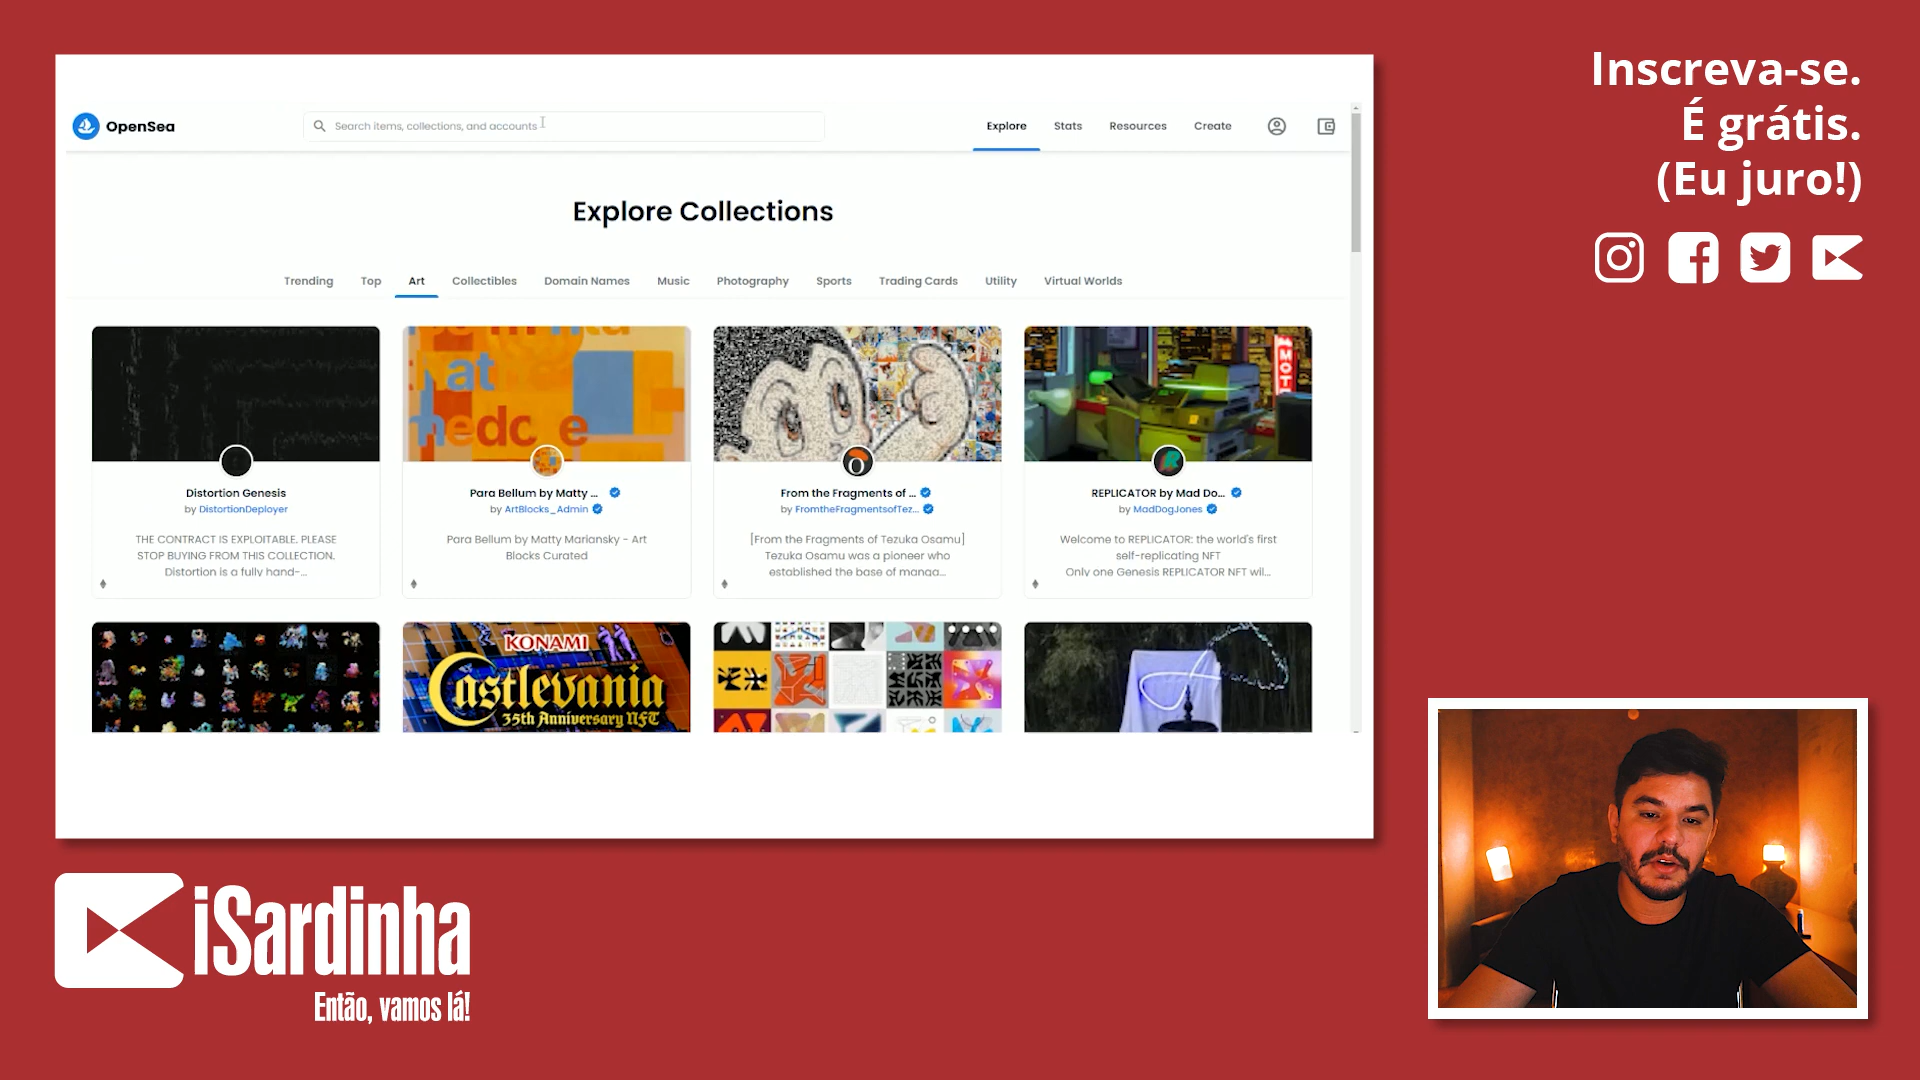 Inscreva-se.
É grátis.
(Eu juro!)
OpenSea
Search items, collections, and accounts
Explore
Stats
Resources
Create
Explore Collections
Trending
Top
Art
Collectibles
Domain Names
Music
Photography
Sports
Trading Cards
Utility
Virtual Worlds
at
MOT
Distortion Genesis
by DistortionDeployer
THE CONTRACT IS EXPLOITABLE. PLEASE
STOP BUYING FROM THIS COLLECTION.
Distortion is a fully hand-...
Para Bellum by Matty ...
by ArtBlocks_Admin
Para Bellum by Matty Mariansky - Art
Blocks Curated
From the Fragments of ...
by FromtheFragmentsofTez...
[From the Fragments of Tezuka Osamu]
Tezuka Osamu was a pioneer who
established the base of manga...
REPLICATOR by Mad Do...
by MadDogJones
Welcome to REPLICATOR: the world's first
self-replicating NFT
Only one Genesis REPLICATOR NFT wil...
KONAMI
Castlevania
35th Anniversary NFT
iSardinha
Então, vamos lá!